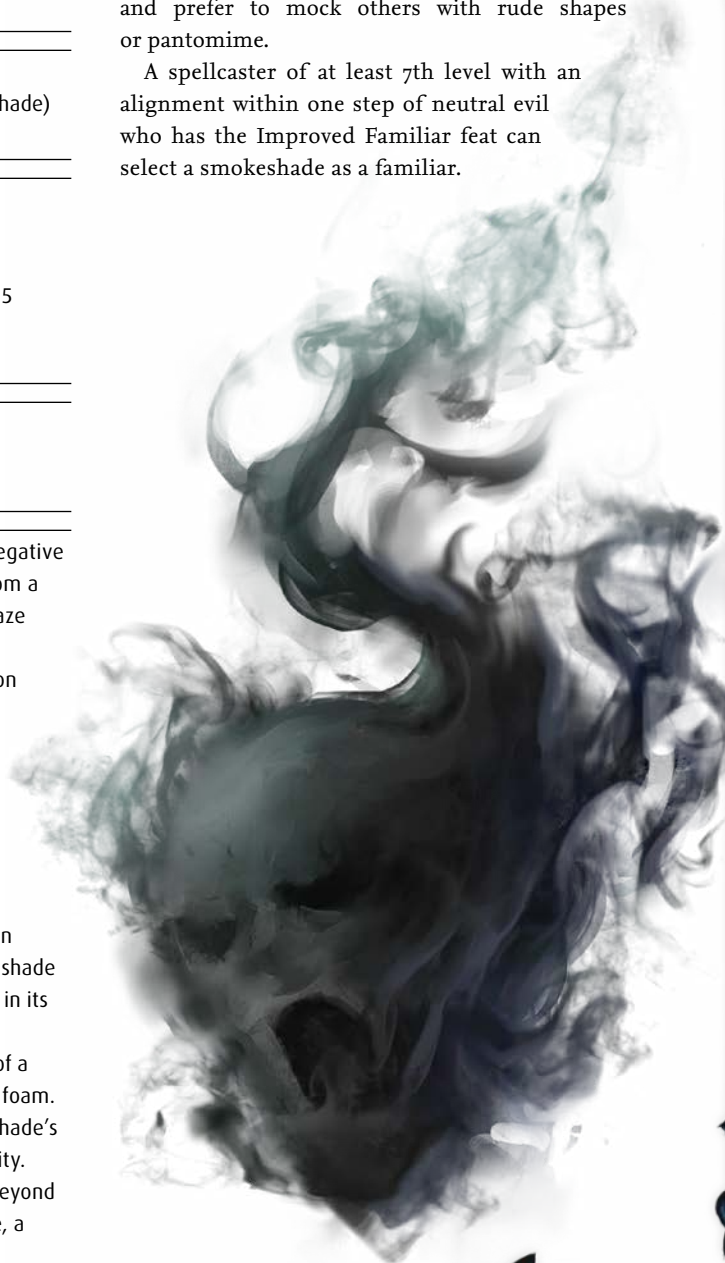 and prefer to mock others with rude shapes
or pantomime.
A spellcaster of at least 7th level with an
alignment within one step of neutral evil
who has the Improved Familiar feat can
select a smokeshade as a familiar.
hade)
5
egative
om a
aze
on
n
shade
in its
of a
foam.
hade’s
ity.
eyond
e, a